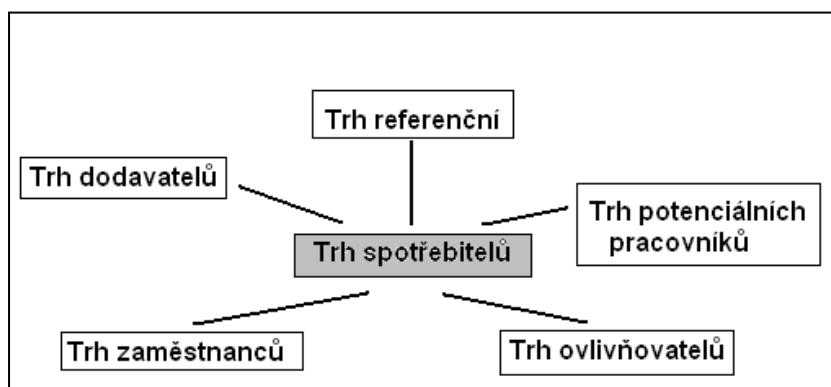 Trh referenční
Trh dodavatelů
Trh potenciálních
pracovníků
Trh spotřebitelů
Trh zaměstnanců
Trh ovlivňovatelů